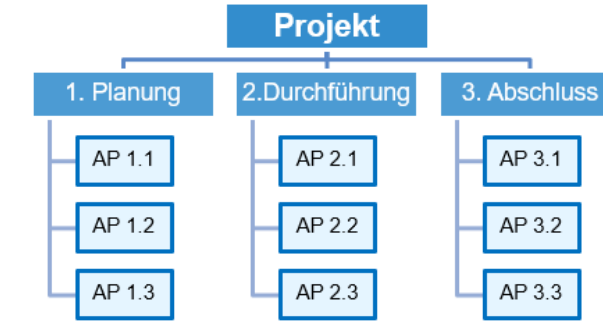 Projekt
1. Planung
2.Durchführung
3. Abschluss
AP 1.1
AP 2.1
AP 3.1
AP 1.2
AP 2.2
AP 3.2
AP 1.3
AP 2.3
AP 3.3